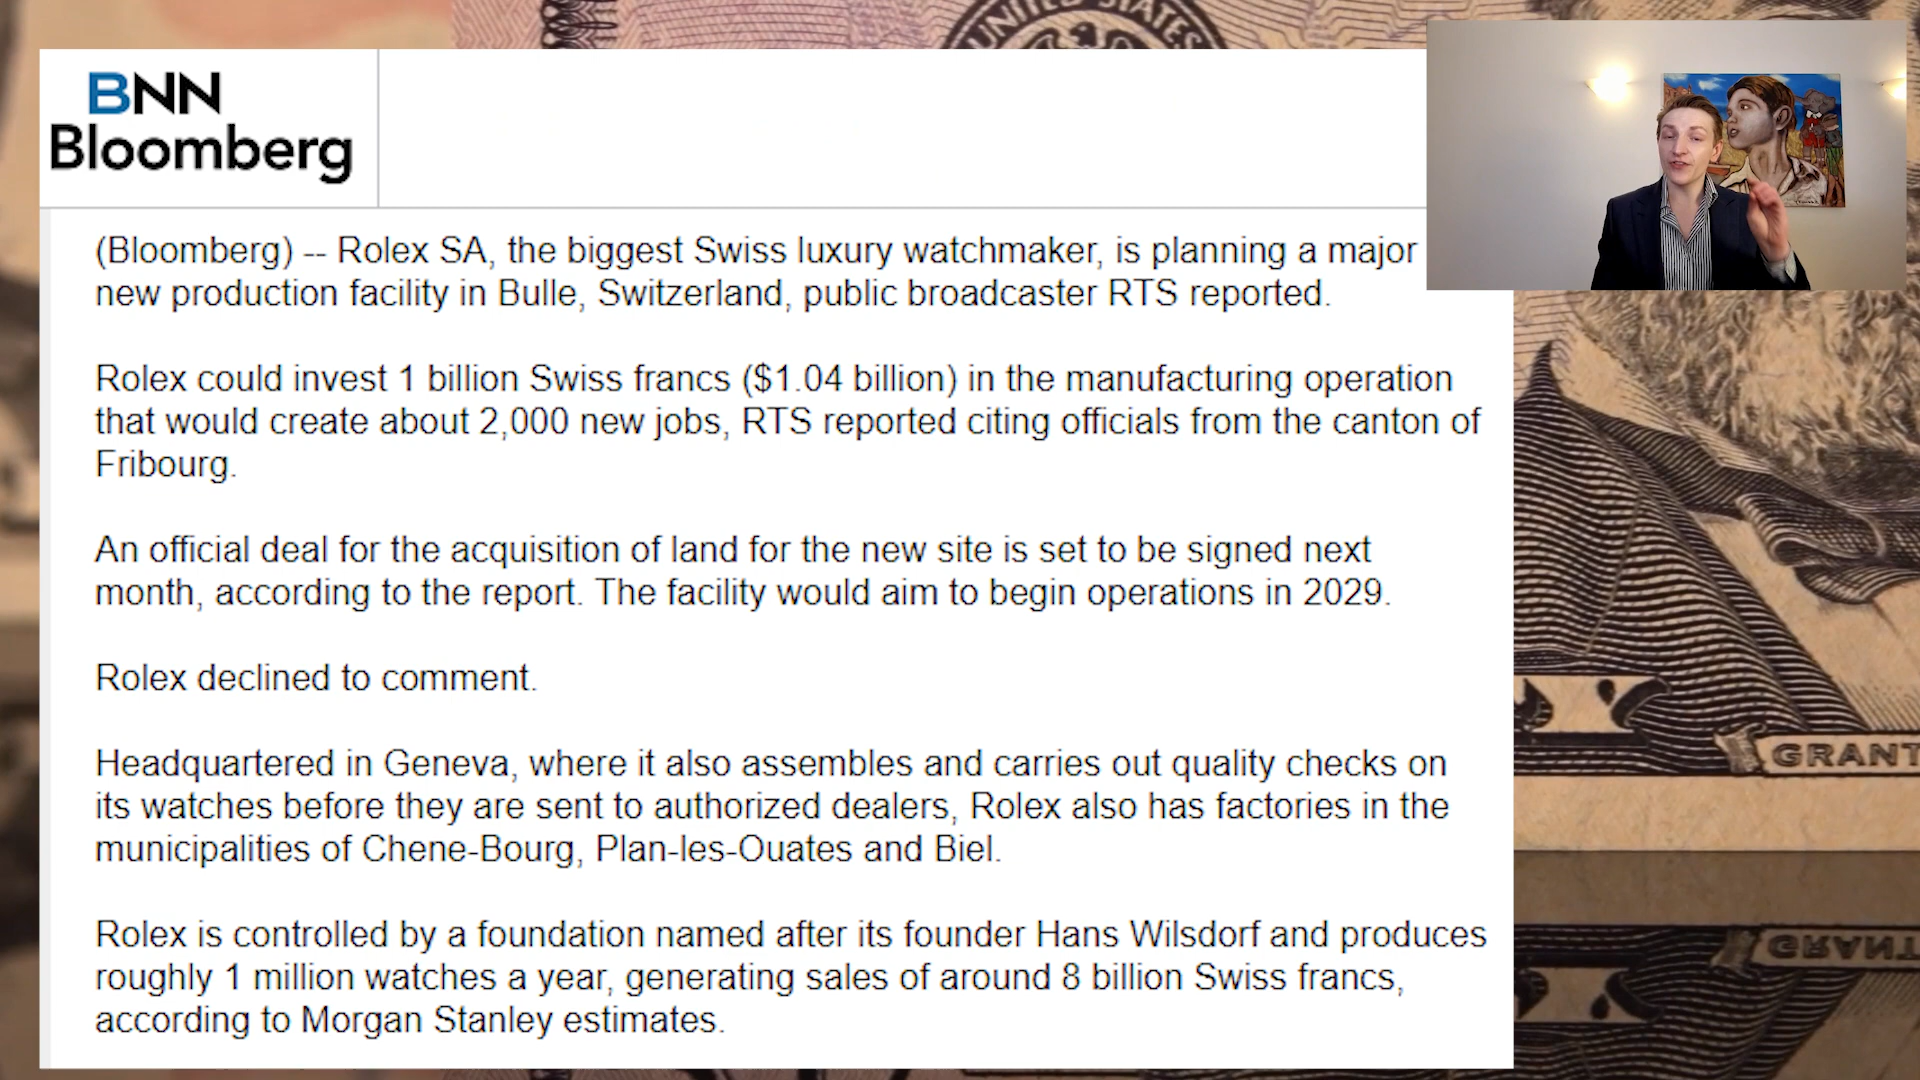 UNITED STATES
BNN
Bloomberg
(Bloomberg) -- Rolex SA, the biggest Swiss luxury watchmaker, is planning a major
new production facility in Bulle, Switzerland, public broadcaster RTS reported.
Rolex could invest 1 billion Swiss francs ($1.04 billion) in the manufacturing operation
that would create about 2,000 new jobs, RTS reported citing officials from the canton of
Fribourg.
An official deal for the acquisition of land for the new site is set to be signed next
month, according to the report. The facility would aim to begin operations in 2029.
Rolex declined to comment.
Headquartered in Geneva, where it also assembles and carries out quality checks on
its watches before they are sent to authorized dealers, Rolex also has factories in the
municipalities of Chene-Bourg, Plan-les-Ouates and Biel.
Rolex is controlled by a foundation named after its founder Hans Wilsdorf and produces
roughly 1 million watches a year, generating sales of around 8 billion Swiss francs,
according to Morgan Stanley estimates.
GRANT
GRANT